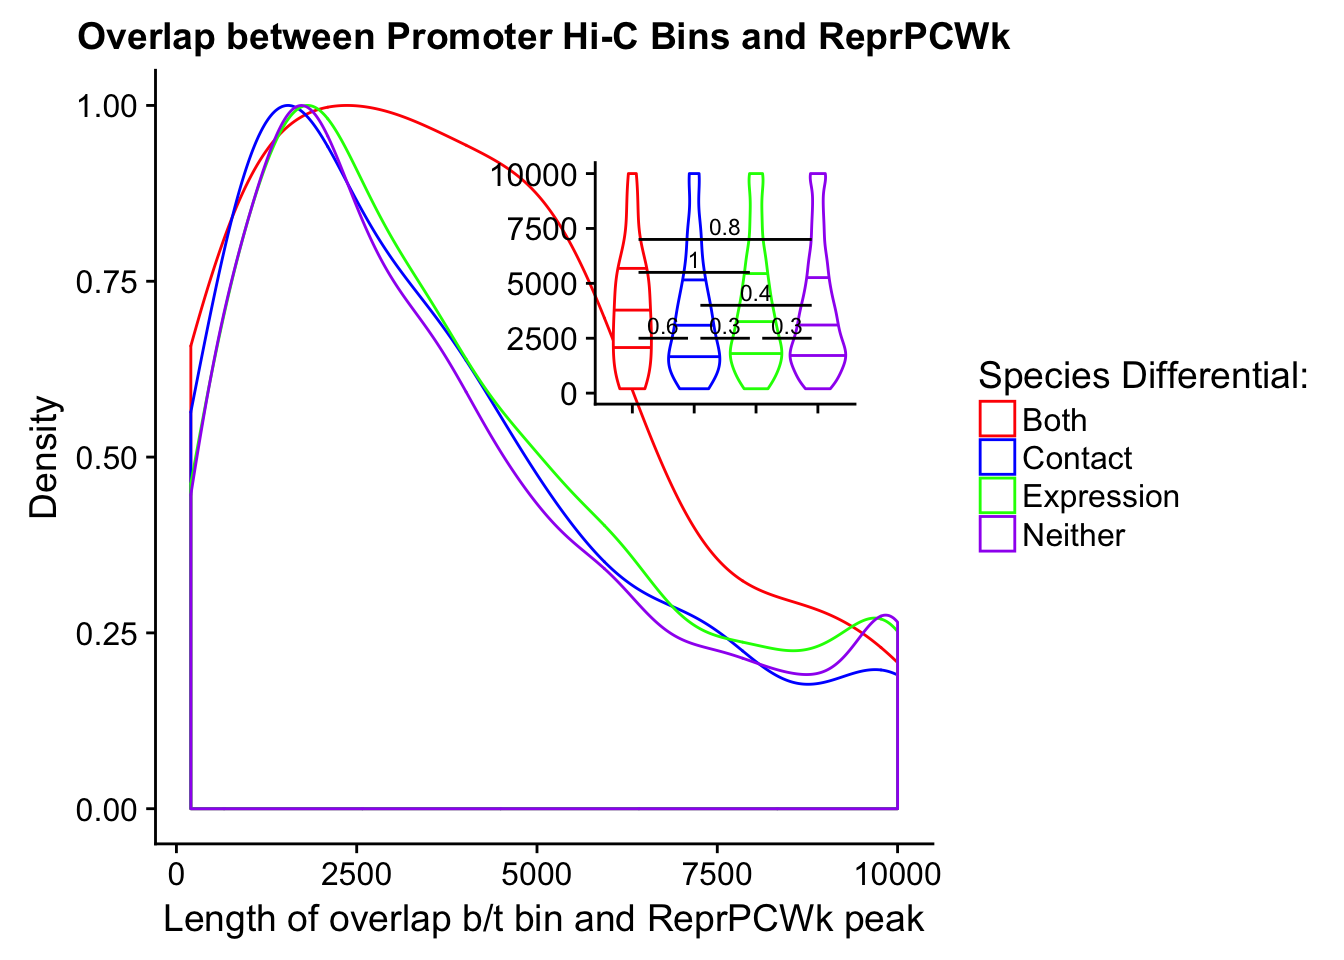 Overlap between Promoter Hi-C Bins and ReprPCWk
1.00
0.75
0.50
0.25
0.00
Density
0
2500
5000
7500
10000
Length of overlap b/t bin and ReprPCWk peak
10000
7500
5000
2500
0
0.8
1
0.4
0.6
0.3
0.3
Species Differential:
Both
Contact
Expression
Neither